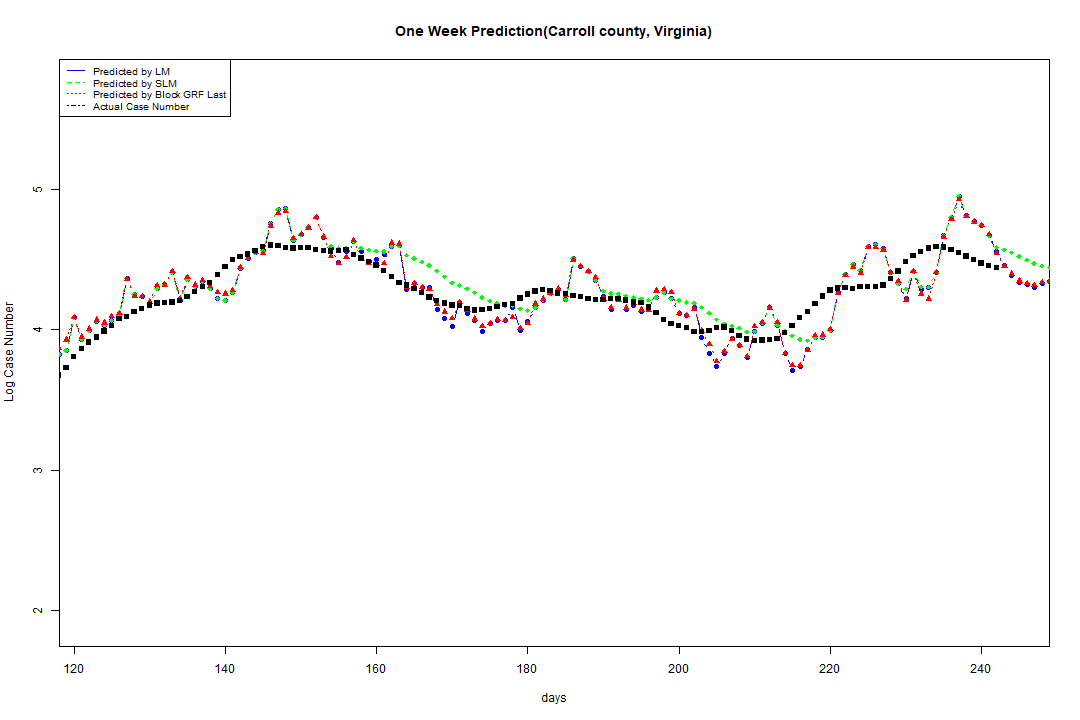 One Week Prediction(Carroll county, Virginia)
Predicted by LM
Predicted by SLM
Predicted by Block GRF Last
Actual Case Number
5
4
3
2
Log Case Number
120 140 160 180 200 220 240
days